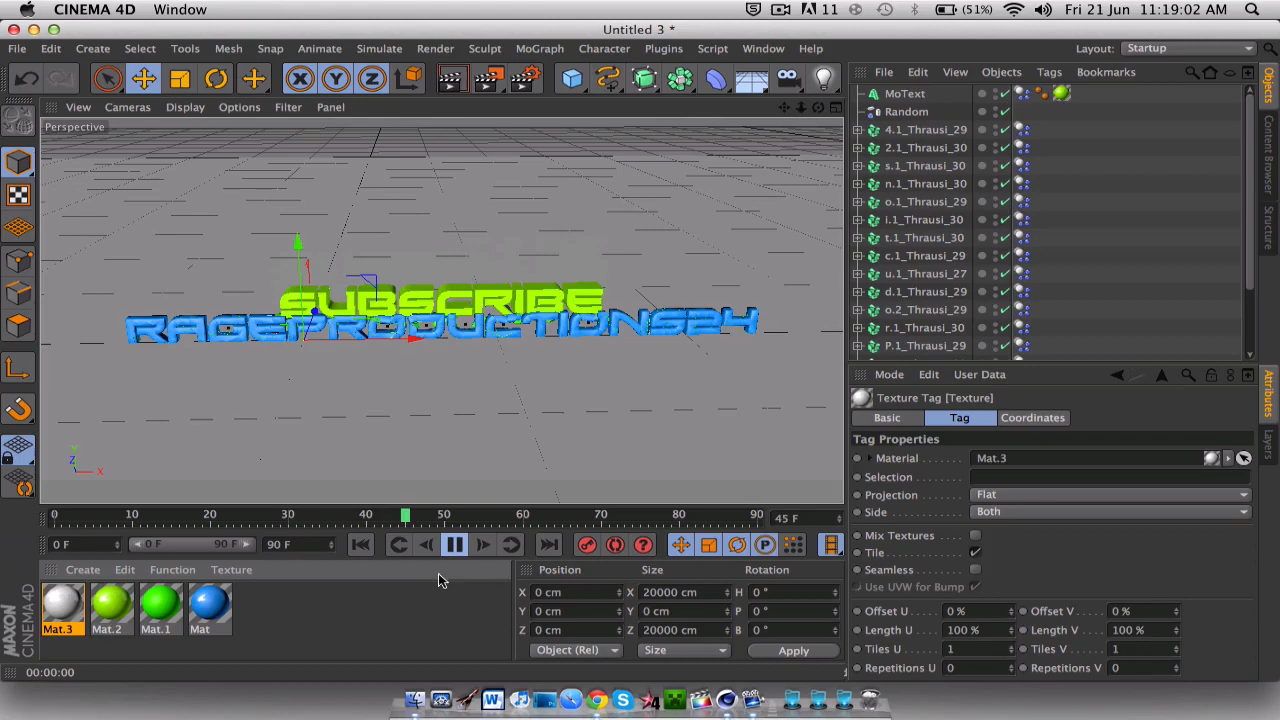 CINEMA 4D Window 11 (51%) Fri 21 Jun 11:19:02 AM
Untitled 3 *
File Edit Create Select Tools Mesh Snap Animate Simulate Render Sculpt MoGraph Character Plugins Script Window Help Layout: Startup
X Y Z
File Edit View Objects Tags Bookmarks
View Cameras Display Options Filter Panel
Perspective
MoText
Random
4.1_Thrausi_29
2.1_Thrausi_30
s.1_Thrausi_30
n.1_Thrausi_30
o.1_Thrausi_29
i.1_Thrausi_30
t.1_Thrausi_30
c.1_Thrausi_29
u.1_Thrausi_27
d.1_Thrausi_29
o.2_Thrausi_29
r.1_Thrausi_30
P.1_Thrausi_29
Objects
Content Browser
Structure
SUBSCRIBE
RAGEPRODUCTIONS24
Y
Z
X
Mode Edit User Data
Texture Tag [Texture]
Basic Tag Coordinates
Tag Properties
Material Mat.3
Selection
Projection Flat
Side Both
Mix Textures
Tile
Seamless
Use UVW for Bump
Offset U 0 % Offset V 0 %
Length U 100 % Length V 100 %
Tiles U 1 Tiles V 1
Repetitions U 0 Repetitions V 0
Attributes
Layers
0 10 20 30 40 50 60 70 80 90 45 F
0 F 0 F 90 F 90 F
Create Edit Function Texture
Mat.3 Mat.2 Mat.1 Mat
Position Size Rotation
X 0 cm X 20000 cm H 0 °
Y 0 cm Y 0 cm P 0 °
Z 0 cm Z 20000 cm B 0 °
Object (Rel) Size Apply
MAXON
CINEMA 4D
00:00:00